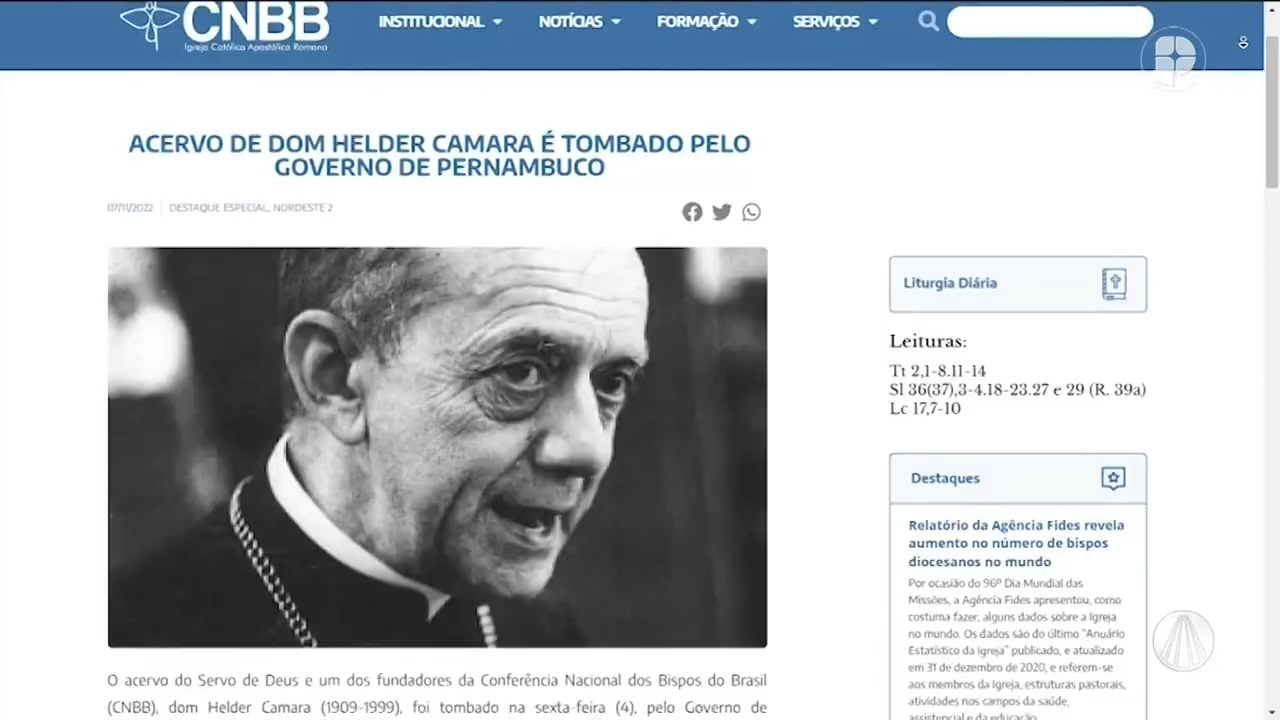 CNBB
Igreja Católica Apostólica Romana
INSTITUCIONAL
NOTÍCIAS
FORMAÇÃO
SERVIÇOS
ACERVO DE DOM HELDER CAMARA É TOMBADO PELO
GOVERNO DE PERNAMBUCO
07/11/2022
DESTAQUE ESPECIAL, NORDESTE 2
O acervo do Servo de Deus e um dos fundadores da Conferência Nacional dos Bispos do Brasil
(CNBB), dom Helder Camara (1909-1999), foi tombado na sexta-feira (4), pelo Governo de
Liturgia Diária
Leituras:
Tt 2,1-8.11-14
Sl 36(37),3-4.18-23.27 e 29 (R. 39a)
Lc 17,7-10
Destaques
Relatório da Agência Fides revela
aumento no número de bispos
diocesanos no mundo
Por ocasião do 96º Dia Mundial das
Missões, a Agência Fides apresentou, como
costuma fazer, alguns dados sobre a Igreja
no mundo. Os dados são do último "Anuário
Estatístico da Igreja" publicado, e atualizado
em 31 de dezembro de 2020, e referem-se
aos membros da Igreja, estruturas pastorais,
atividades nos campos da saúde,
assistencial e da educação